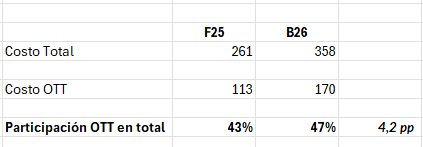 F25 B26
Costo Total 261 358
Costo OTT 113 170
Participación OTT en total 43% 47% 4,2 pp